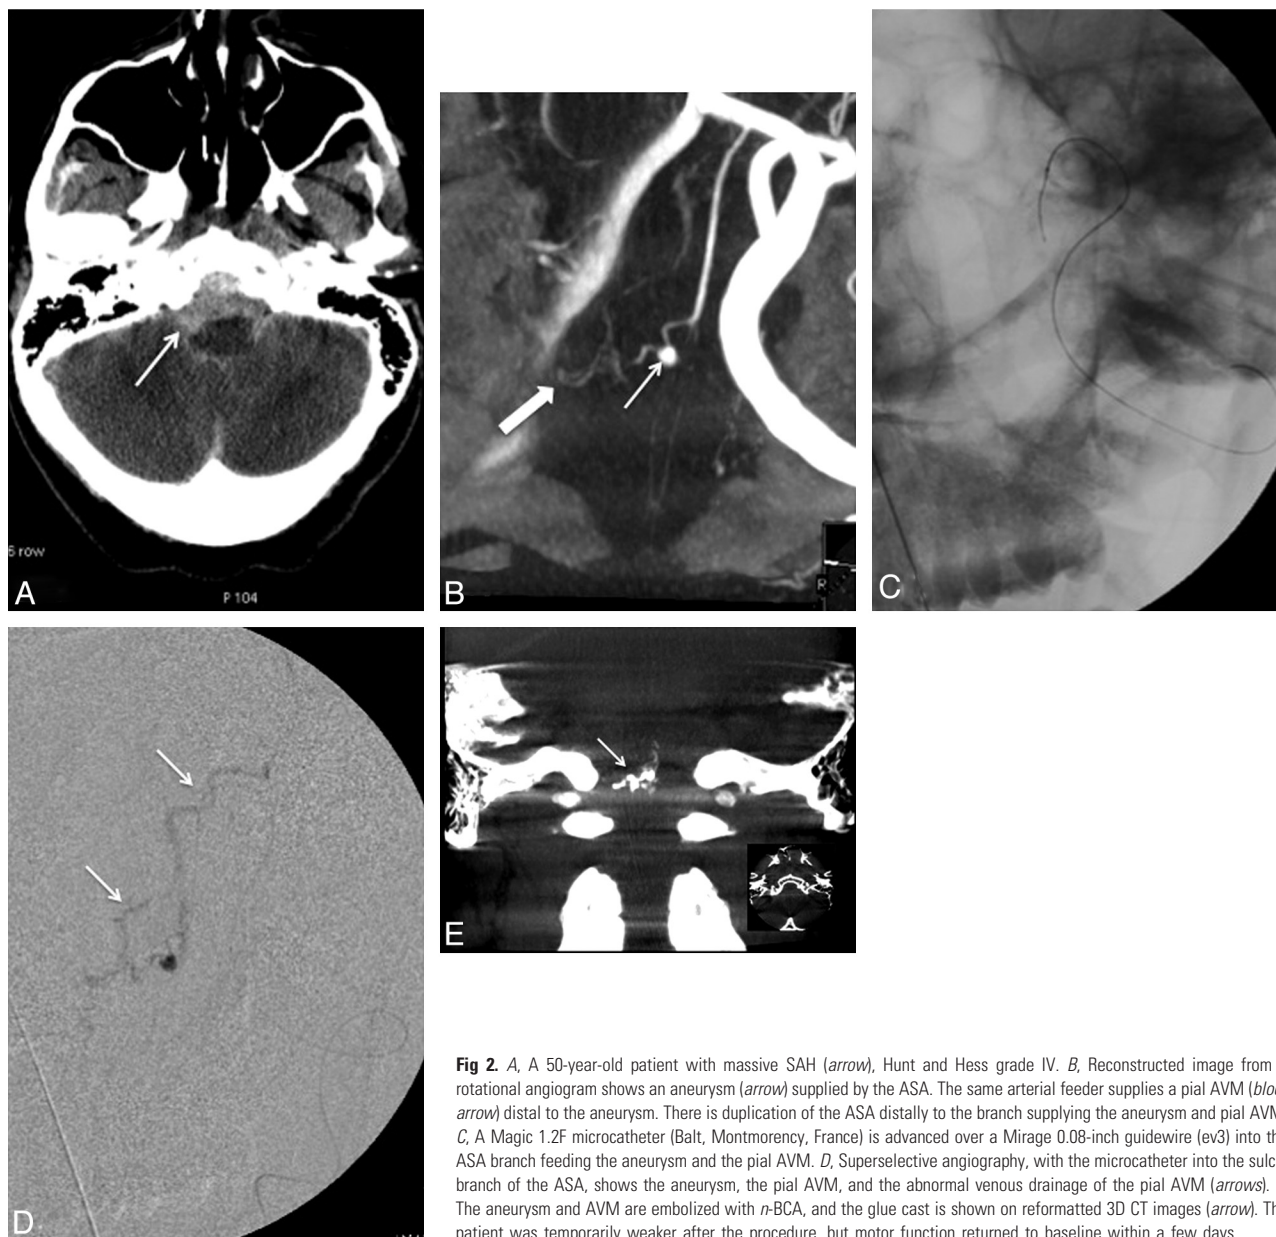 6 row
P 104
A
B
R
C
D
E
Fig 2. A, A 50-year-old patient with massive SAH (arrow), Hunt and Hess grade IV. B, Reconstructed image from
rotational angiogram shows an aneurysm (arrow) supplied by the ASA. The same arterial feeder supplies a pial AVM (bloc
arrow) distal to the aneurysm. There is duplication of the ASA distally to the branch supplying the aneurysm and pial AVM
C, A Magic 1.2F microcatheter (Balt, Montmorency, France) is advanced over a Mirage 0.08-inch guidewire (ev3) into th
ASA branch feeding the aneurysm and the pial AVM. D, Superselective angiography, with the microcatheter into the sulc
branch of the ASA, shows the aneurysm, the pial AVM, and the abnormal venous drainage of the pial AVM (arrows).
The aneurysm and AVM are embolized with n-BCA, and the glue cast is shown on reformatted 3D CT images (arrow). Th
patient was temporarily weaker after the procedure, but motor function returned to baseline within a few days.